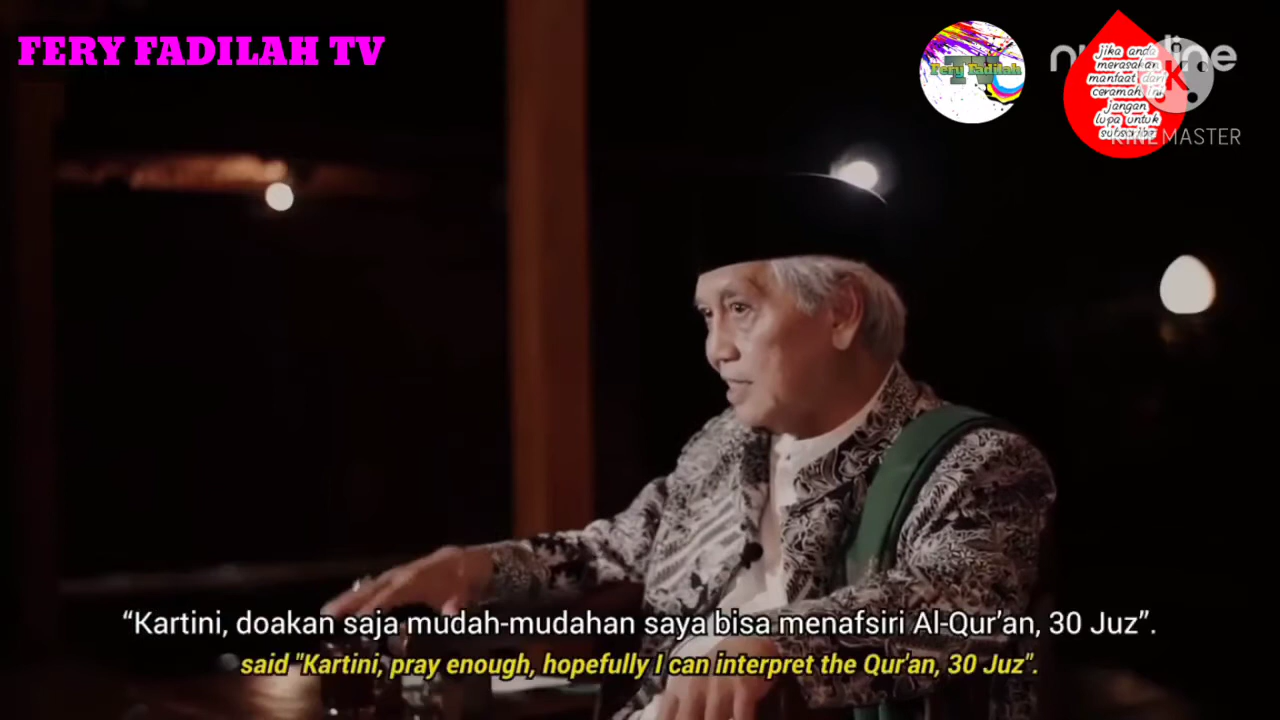 FERY FADILAH TV
Fery Fadilah
TV
jika anda
merasakan
manfaat dari
ceramah ini
jangan
lupa untuk
subscribe
KINEMASTER
“Kartini, doakan saja mudah-mudahan saya bisa menafsiri Al-Qur’an, 30 Juz”.
said "Kartini, pray enough, hopefully I can interpret the Qur'an, 30 Juz".